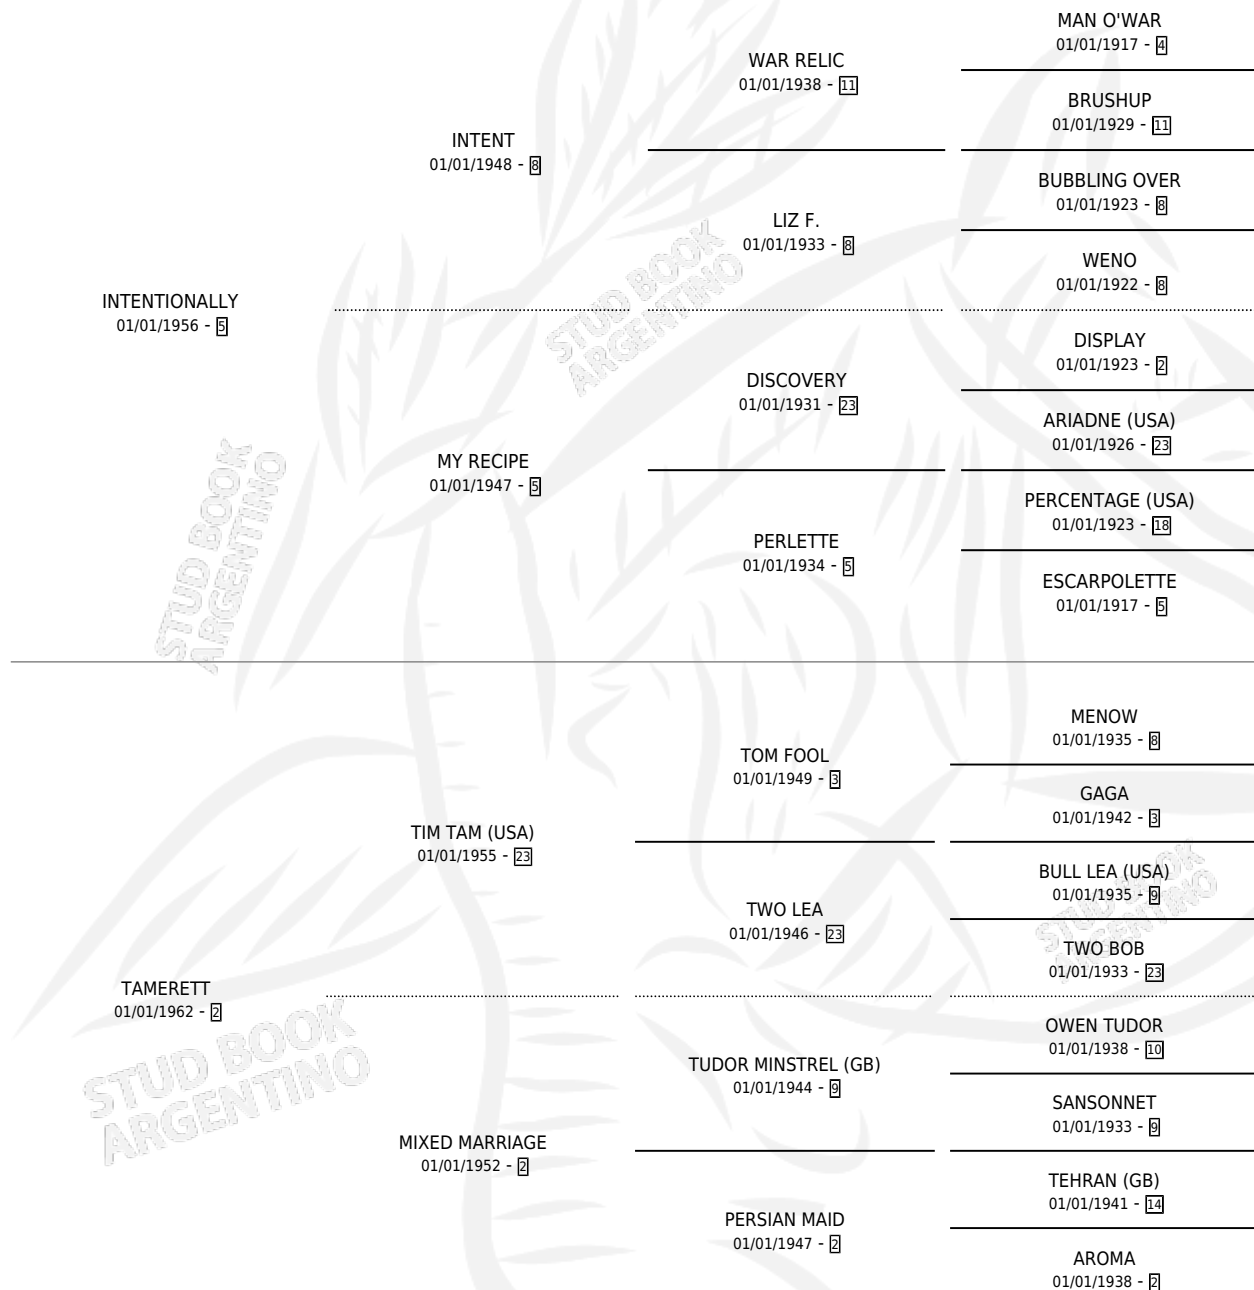 MAN O'WAR
01/01/1917 - 4
WAR RELIC
01/01/1938 - 11
BRUSHUP
01/01/1929 - 11
INTENT
01/01/1948 - 8
BUBBLING OVER
01/01/1923 - 8
LIZ F.
01/01/1933 - 8
WENO
01/01/1922 - 8
INTENTIONALLY
01/01/1956 - 5
DISPLAY
01/01/1923 - 2
DISCOVERY
01/01/1931 - 23
ARIADNE (USA)
01/01/1926 - 23
MY RECIPE
01/01/1947 - 5
PERCENTAGE (USA)
01/01/1923 - 18
PERLETTE
01/01/1934 - 5
ESCARPOLETTE
01/01/1917 - 5
MENOW
01/01/1935 - 8
TOM FOOL
01/01/1949 - 3
GAGA
01/01/1942 - 3
TIM TAM (USA)
01/01/1955 - 23
BULL LEA (USA)
01/01/1935 - 9
TWO LEA
01/01/1946 - 23
TWO BOB
01/01/1933 - 23
TAMERETT
01/01/1962 - 2
OWEN TUDOR
01/01/1938 - 10
TUDOR MINSTREL (GB)
01/01/1944 - 9
SANSONNET
01/01/1933 - 9
MIXED MARRIAGE
01/01/1952 - 2
TEHRAN (GB)
01/01/1941 - 14
PERSIAN MAID
01/01/1947 - 2
AROMA
01/01/1938 - 2
STUD BOOK
ARGENTINO
STUD BOOK
ARGENTINO
STUD BOOK
ARGENTINO
STUD BOOK
ARGENTINO